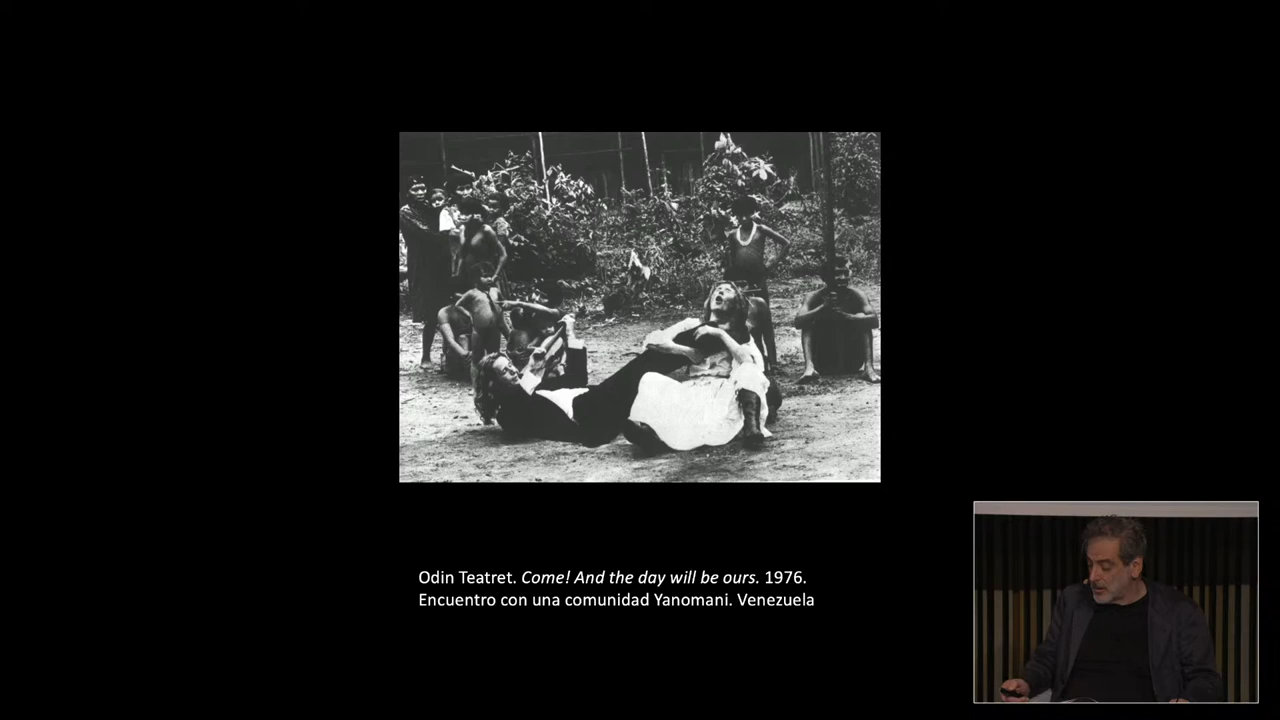 Odin Teatret. Come! And the day will be ours. 1976.
Encuentro con una comunidad Yanomani. Venezuela